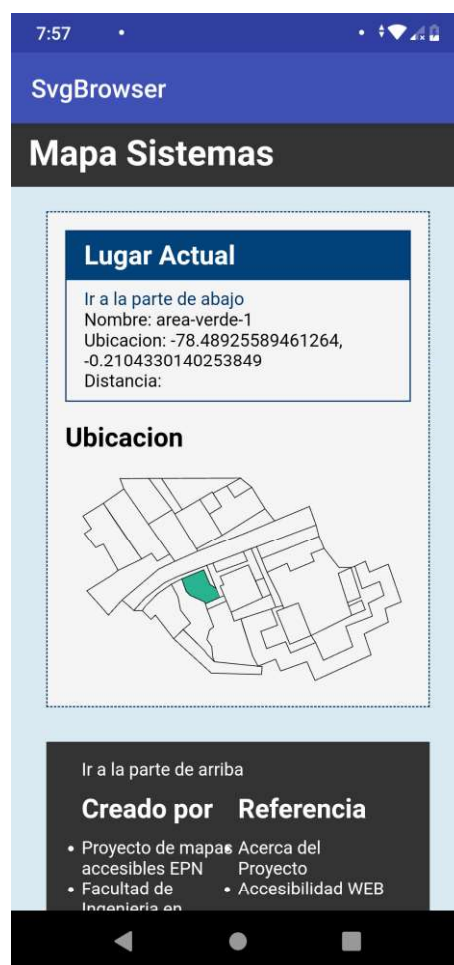 7:57
SvgBrowser
Mapa Sistemas
Lugar Actual
Ir a la parte de abajo
Nombre: area-verde-1
Ubicacion: -78.48925589461264,
-0.2104330140253849
Distancia:
Ubicacion
Ir a la parte de arriba
Creado por
• Proyecto de mapas
accesibles EPN
• Facultad de
Ingenieria en
Referencia
• Acerca del
Proyecto
• Accesibilidad WEB